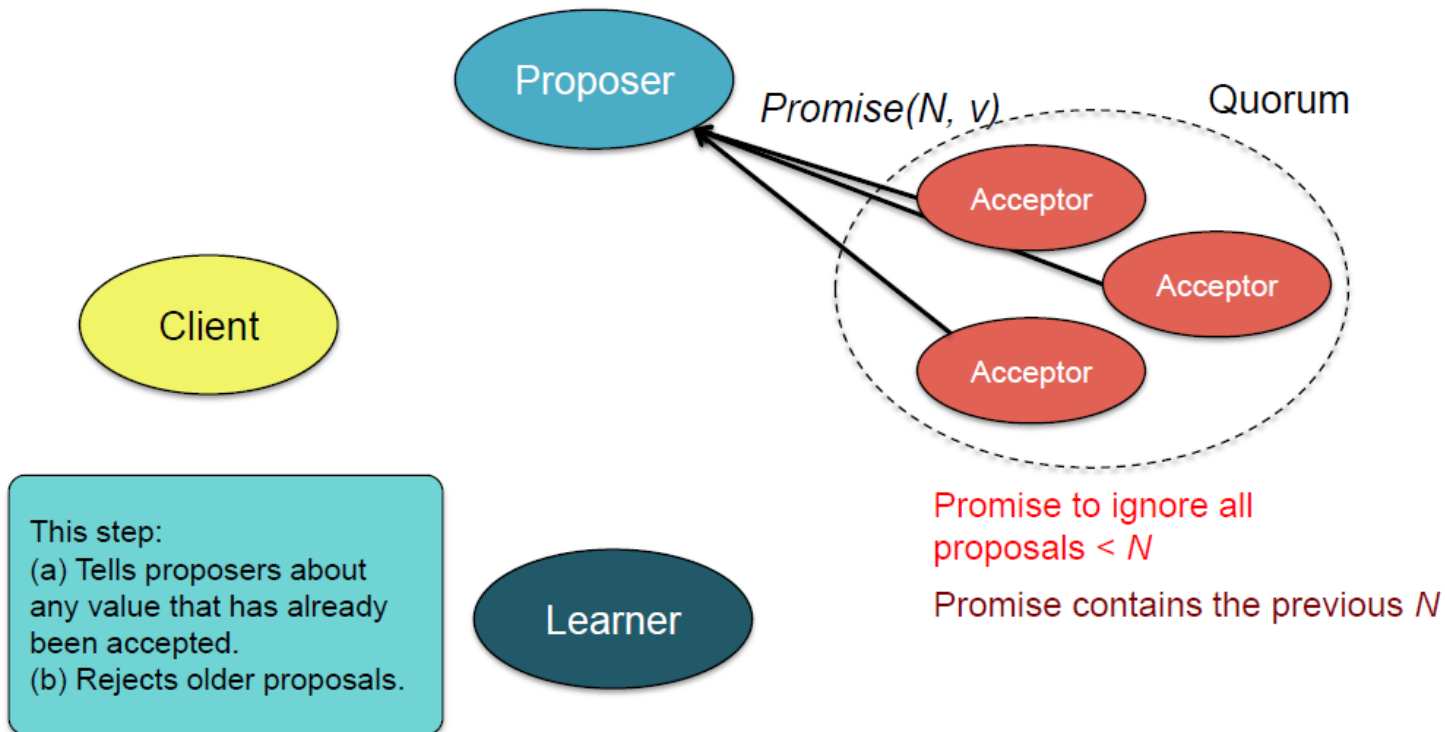 Proposer
Promise(N, v)
Quorum
Acceptor
Acceptor
Acceptor
Client
This step:
(a) Tells proposers about
any value that has already
been accepted.
(b) Rejects older proposals.
Learner
Promise to ignore all
proposals < N
Promise contains the previous N